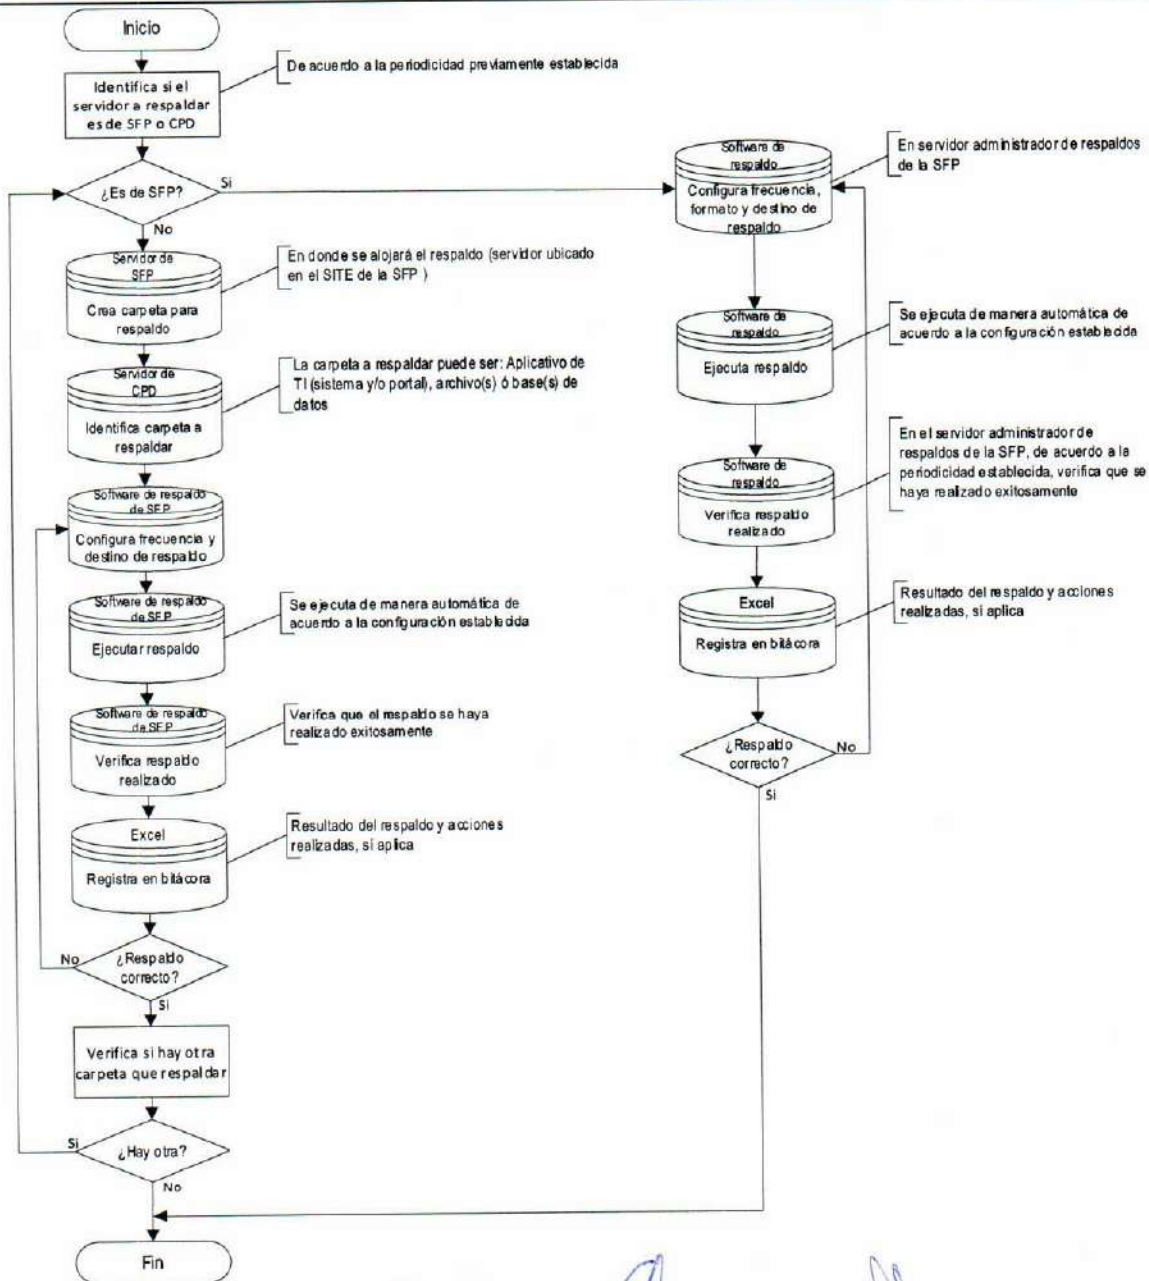 Inicio
Identifica si el
servidor a respaldar
es de SFP o CPD
De acuerdo a la periodicidad previamente establecida
¿Es de SFP?
Si
No
Servidor de
SFP
Crea carpeta para
respaldo
En donde se alojará el respaldo (servidor ubicado
en el SITE de la SFP )
Servidor de
CPD
Identifica carpeta a
respaldar
La carpeta a respaldar puede ser: Aplicativo de
TI (sistema y/o portal), archivo(s) ó base(s) de
datos
Software de respaldo
de SFP
Configura frecuencia y
destino de respaldo
Software de respaldo
de SFP
Ejecutar respaldo
Se ejecuta de manera automática de
acuerdo a la configuración establecida
Software de respaldo
de SFP
Verifica respaldo
realizado
Verifica que el respaldo se haya
realizado exitosamente
Excel
Registra en bitácora
Resultado del respaldo y acciones
realizadas, si aplica
¿Respaldo
correcto?
No
Si
Verifica si hay otra
carpeta que respaldar
¿Hay otra?
Si
No
Fin
Software de
respaldo
Configura frecuencia,
formato y destino de
respaldo
En servidor administrador de respaldos
de la SFP
Software de
respaldo
Ejecuta respaldo
Se ejecuta de manera automática de
acuerdo a la configuración establecida
Software de
respaldo
Verifica respaldo
realizado
En el servidor administrador de
respaldos de la SFP, de acuerdo a la
periodicidad establecida, verifica que se
haya realizado exitosamente
Excel
Registra en bitácora
Resultado del respaldo y acciones
realizadas, si aplica
¿Respaldo
correcto?
No
Si